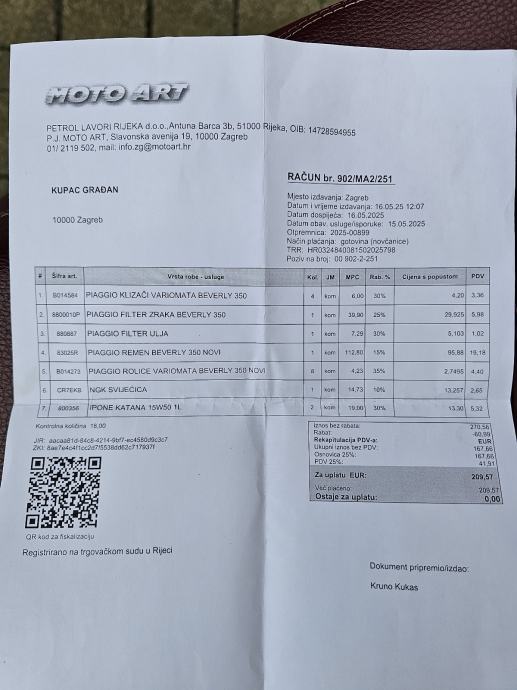 MOTO ART
PETROL LAVORI RIJEKA d.o.o.,Antuna Barca 3b, 51000 Rijeka, OIB: 14728594955
P.J. MOTO ART, Slavonska avenija 19, 10000 Zagreb
01/ 2119 502, mail: info.zg@motoart.hr
KUPAC GRAĐAN
10000 Zagreb
RAČUN br. 902/MA2/251
Mjesto izdavanja: Zagreb
Datum i vrijeme izdavanja: 16.05.25 12:07
Datum dospijeća: 16.05.2025
Datum obav. usluge/isporuke: 15.05.2025
Otpremnica: 2025-00899
Način plaćanja: gotovina (novčanice)
TRR: HR0324840081502025798
Poziv na broj: 00 902-2-251
# Šifra art. Vrsta robe - usluge Kol. JM MPC Rab. % Cijena s popustom PDV
1. B014584 PIAGGIO KLIZAČI VARIOMATA BEVERLY 350 4 kom 6,00 30% 4,20 3,36
2. 8800010P PIAGGIO FILTER ZRAKA BEVERLY 350 1 kom 39,90 25% 29,925 5,98
3. 880887 PIAGGIO FILTER ULJA 1 kom 7,29 30% 5,103 1,02
4. 83025R PIAGGIO REMEN BEVERLY 350 NOVI 1 kom 112,80 15% 95,88 19,18
5. B014273 PIAGGIO ROLICE VARIOMATA BEVERLY 350 NOVI 8 kom 4,23 35% 2,7495 4,40
6. CR7EKB NGK SVIJEĆICA 1 kom 14,73 10% 13,257 2,65
7. 800356 IPONE KATANA 15W50 1L 2 kom 19,00 30% 13,30 5,32
Kontrolna količina 18,00
Iznos bez rabata: 270,56
Rabat: -60,99
Rekapitulacija PDV-a: EUR
Ukupni iznos bez PDV: 167,66
Osnovica 25%: 167,66
PDV 25%: 41,91
Za uplatu EUR: 209,57
Već plaćeno: -209,57
Ostaje za uplatu: 0,00
JIR:
ZKI:
QR kod za fiskalizaciju
Registrirano na trgovačkom sudu u Rijeci
Dokument pripremio/izdao:
Kruno Kukas